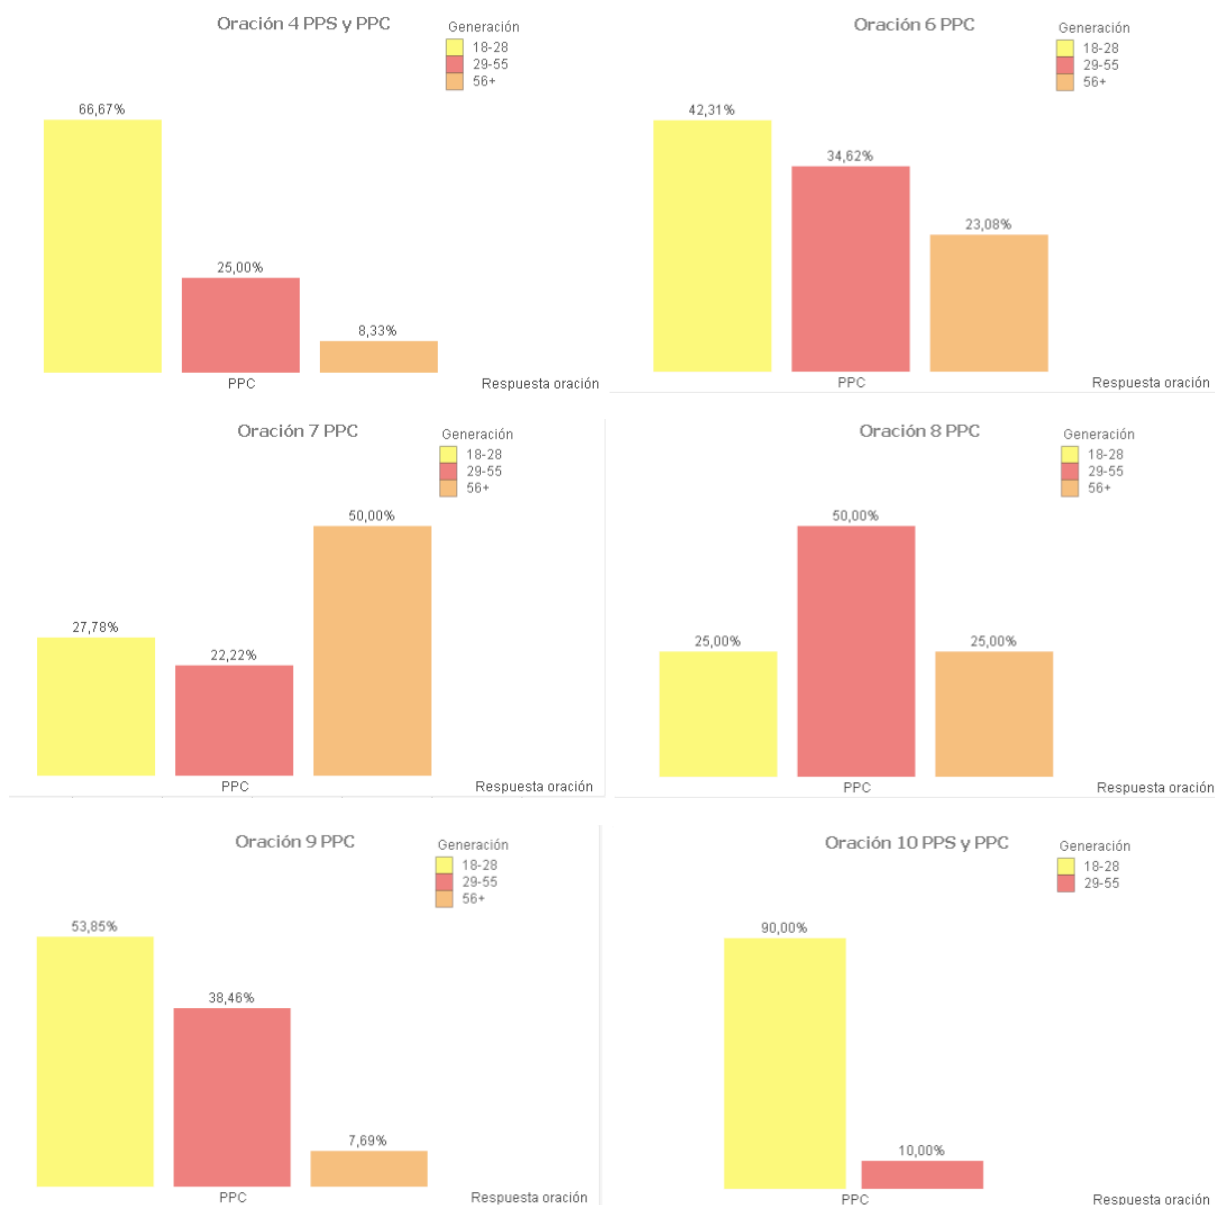 Oración 4 PPS y PPC
Generación
18-28
29-55
56+
66,67%
25,00%
8,33%
PPC
Respuesta oración
Oración 6 PPC
Generación
18-28
29-55
56+
42,31%
34,62%
23,08%
PPC
Respuesta oración
Oración 7 PPC
Generación
18-28
29-55
56+
50,00%
27,78%
22,22%
PPC
Respuesta oración
Oración 8 PPC
Generación
18-28
29-55
56+
50,00%
25,00%
25,00%
PPC
Respuesta oración
Oración 9 PPC
Generación
18-28
29-55
56+
53,85%
38,46%
7,69%
PPC
Respuesta oración
Oración 10 PPS y PPC
Generación
18-28
29-55
90,00%
10,00%
PPC
Respuesta oración